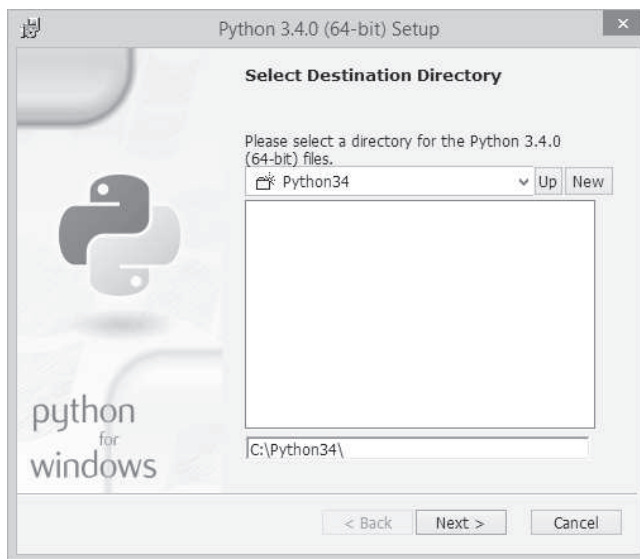 Python 3.4.0 (64-bit) Setup
Select Destination Directory
Please select a directory for the Python 3.4.0
(64-bit) files.
Python34
Up
New
C:\Python34\
python
for
windows
< Back
Next >
Cancel